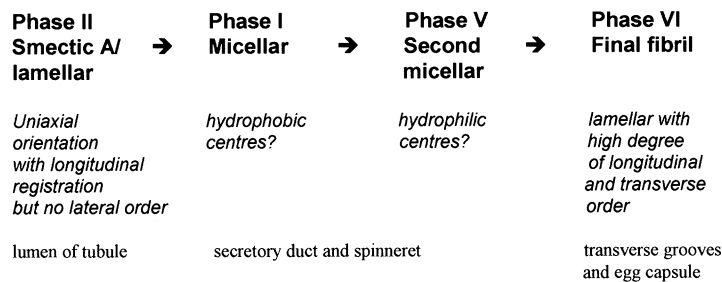 Phase II
Smectic A/
lamellar
➔
Phase I
Micellar
➔
Phase V
Second
micellar
➔
Phase VI
Final fibril
Uniaxial
orientation
with longitudinal
registration
but no lateral order
hydrophobic
centres?
hydrophilic
centres?
lamellar with
high degree
of longitudinal
and transverse
order
lumen of tubule
secretory duct and spinneret
transverse grooves
and egg capsule